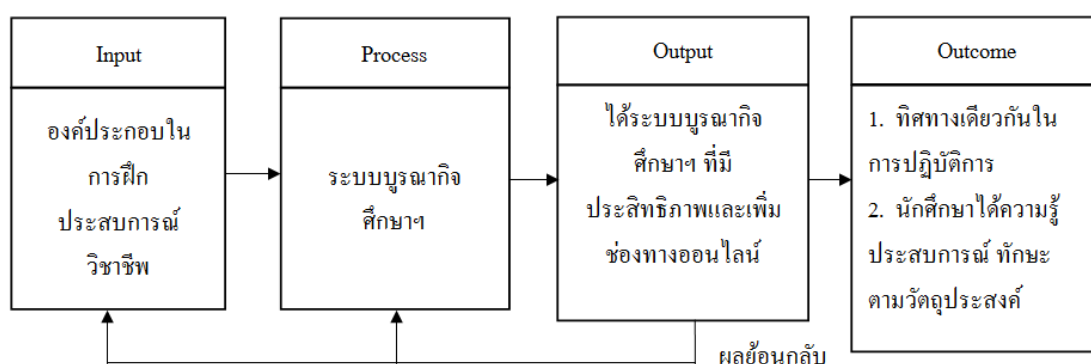 Input
องค์ประกอบใน
การฝึก
ประสบการณ์
วิชาชีพ
Process
ระบบบูรณากิจ
ศึกษาฯ
Output
ได้ระบบบูรณากิจ
ศึกษาฯ ที่มี
ประสิทธิภาพและเพิ่ม
ช่องทางออนไลน์
Outcome
1. ทิศทางเดียวกันใน
การปฏิบัติการ
2. นักศึกษาได้ความรู้
ประสบการณ์ ทักษะ
ตามวัตถุประสงค์
ผลย้อนกลับ